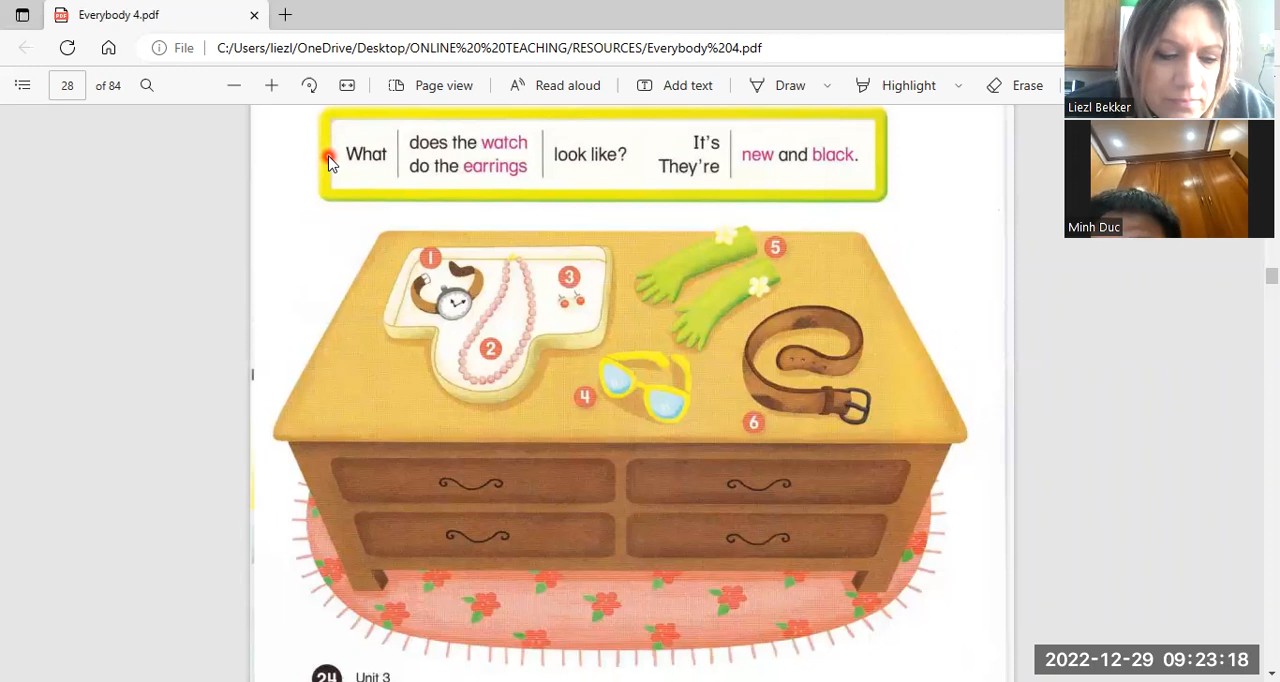 Everybody 4.pdf
File
C:/Users/liezl/OneDrive/Desktop/ONLINE%20%20TEACHING/RESOURCES/Everybody%204.pdf
28 of 84
Page view
Read aloud
Add text
Draw
Highlight
Erase
Liezl Bekker
Minh Duc
What does the watch look like? It's new and black.
do the earrings They're
1
3
5
2
4
6
24 Unit 3
2022-12-29 09:23:18